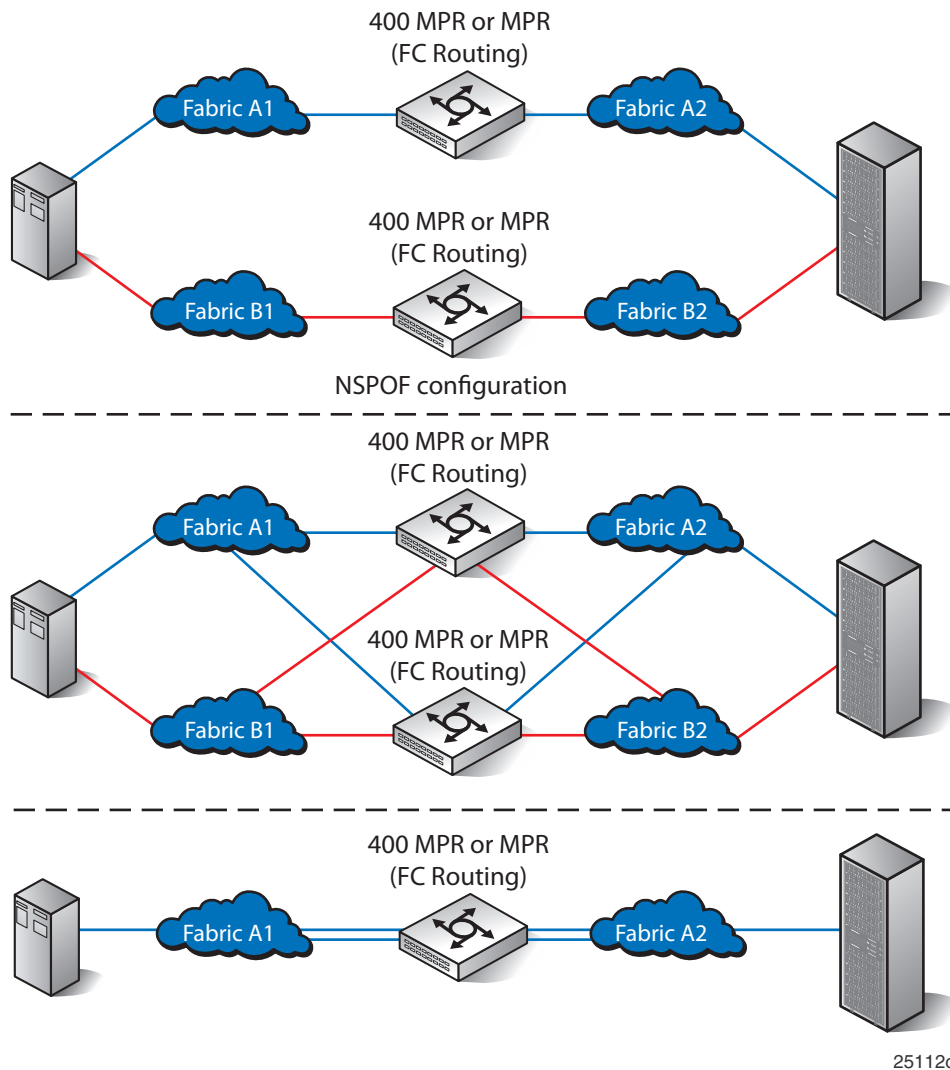 400 MPR or MPR
(FC Routing)
Fabric A1
Fabric A2
400 MPR or MPR
(FC Routing)
Fabric B1
Fabric B2
NSPOF configuration
400 MPR or MPR
(FC Routing)
Fabric A1
Fabric A2
400 MPR or MPR
(FC Routing)
Fabric B1
Fabric B2
400 MPR or MPR
(FC Routing)
Fabric A1
Fabric A2
25112c